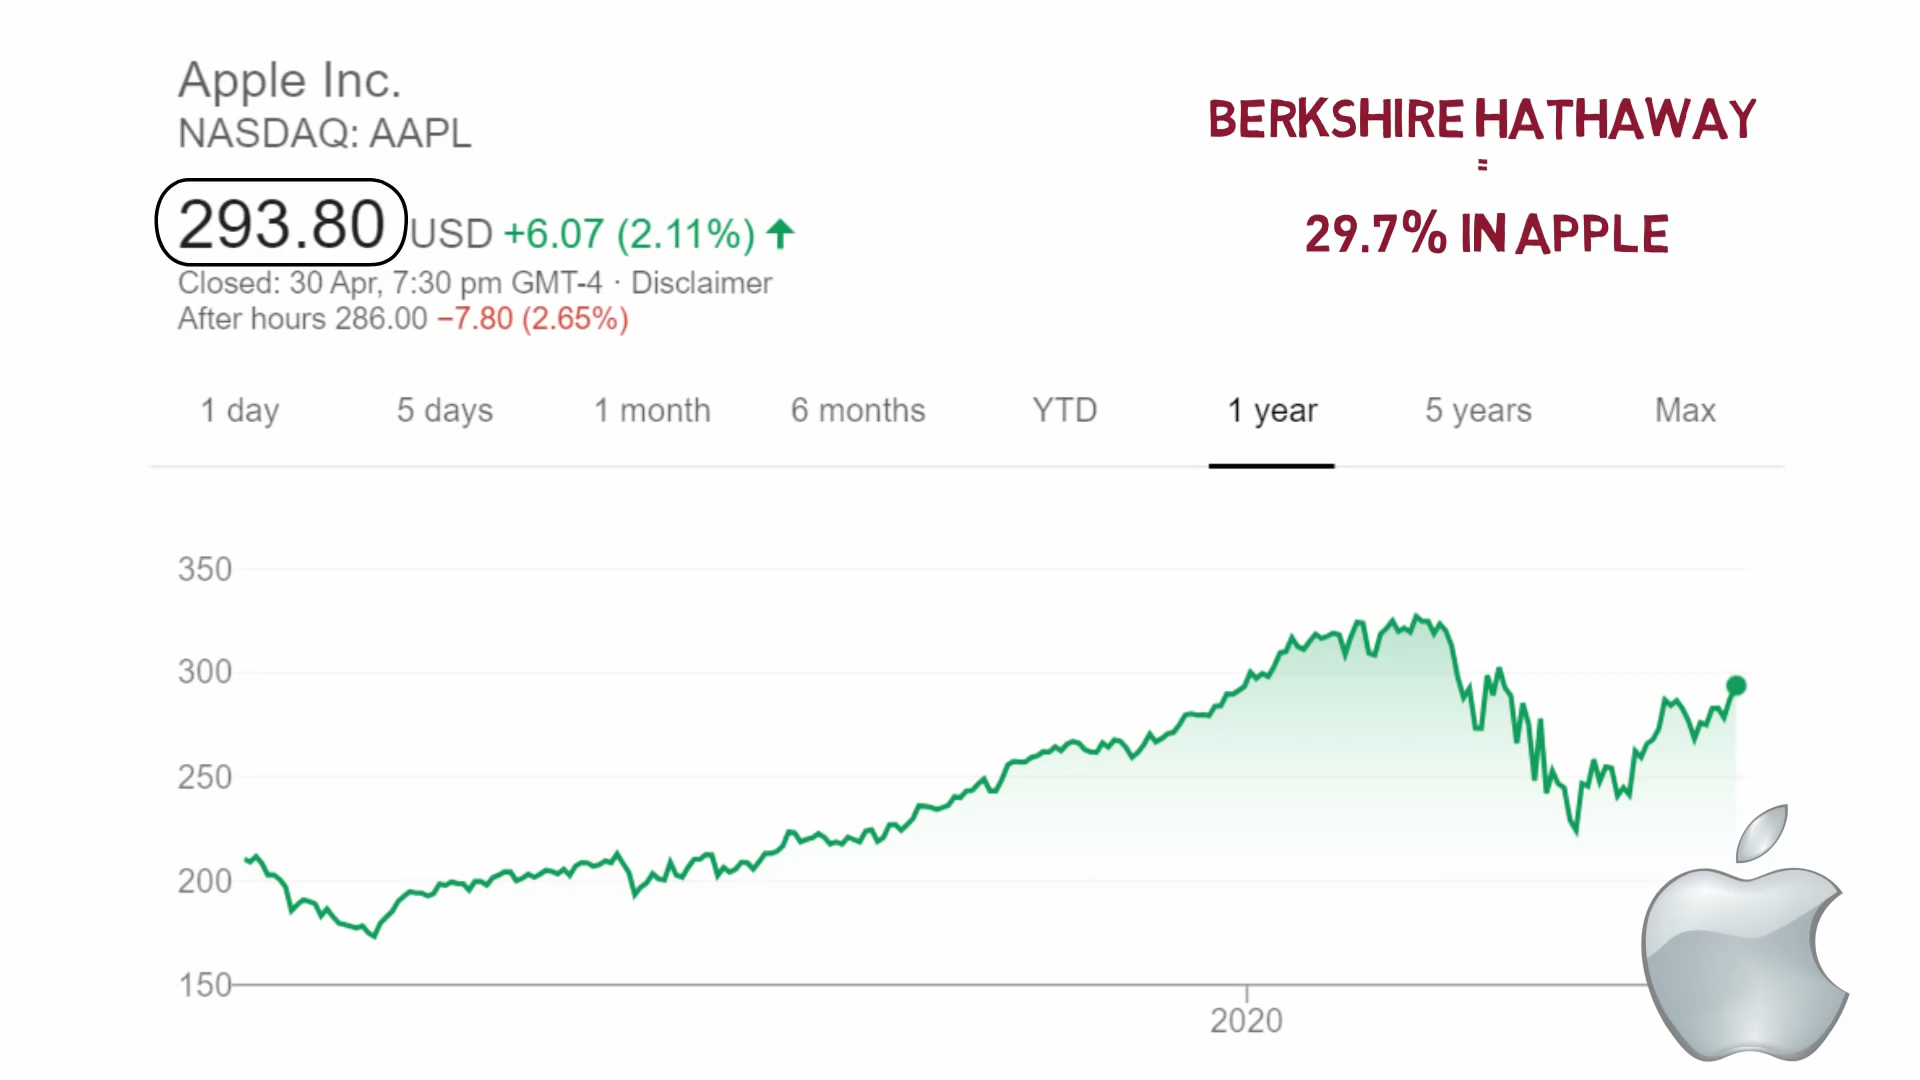 Apple Inc.
NASDAQ: AAPL
293.80 USD +6.07 (2.11%)
Closed: 30 Apr, 7:30 pm GMT-4 · Disclaimer
After hours 286.00 −7.80 (2.65%)
BERKSHIRE HATHAWAY
=
29.7% IN APPLE
1 day 5 days 1 month 6 months YTD 1 year 5 years Max
350
300
250
200
150
2020